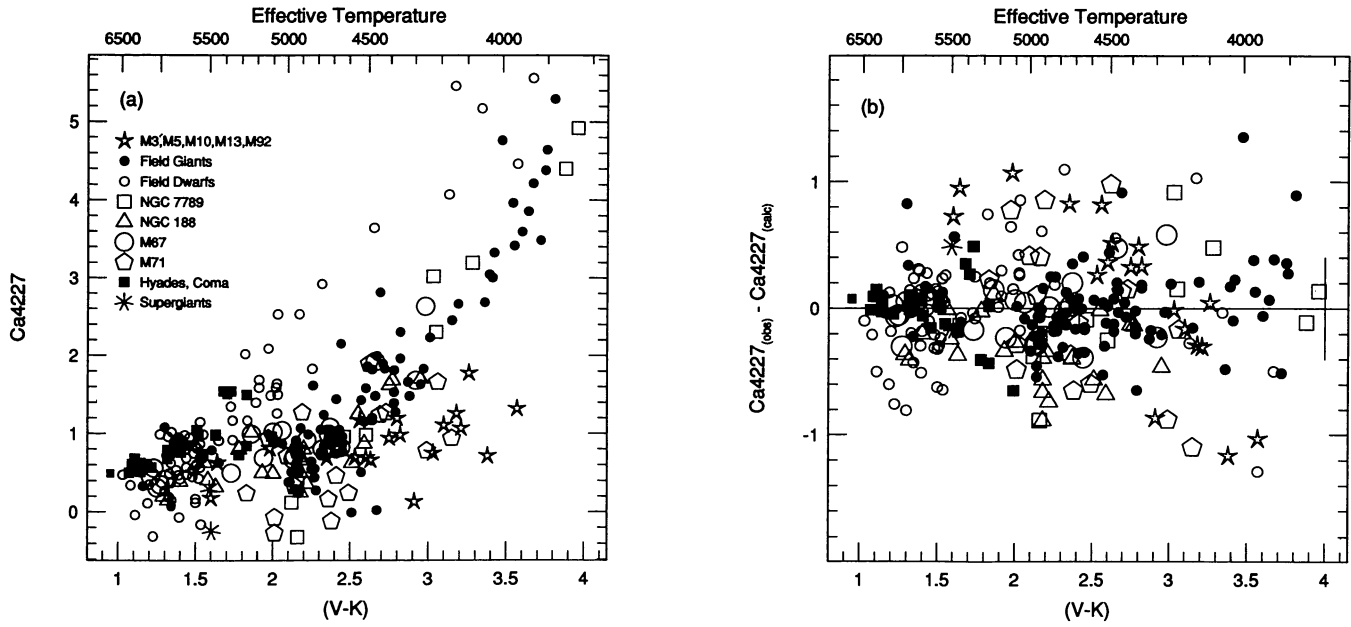 Effective Temperature
6500 5500 5000 4500 4000
(a)
M3,M5,M10,M13,M92
Field Giants
Field Dwarfs
NGC 7789
NGC 188
M67
M71
Hyades, Coma
Supergiants
Ca4227
5
4
3
2
1
0
1 1.5 2 2.5 3 3.5 4
(V-K)
Effective Temperature
6500 5500 5000 4500 4000
(b)
Ca4227(obs) - Ca4227(calc)
1
0
-1
1 1.5 2 2.5 3 3.5 4
(V-K)